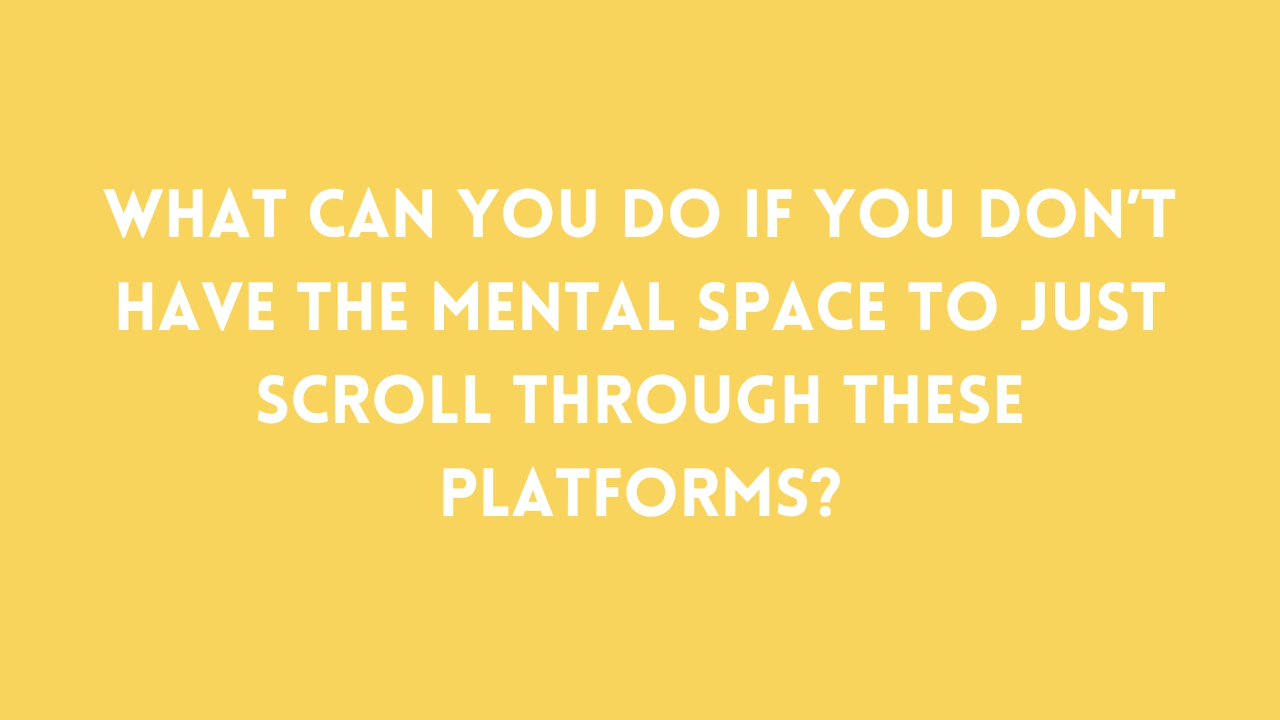 WHAT CAN YOU DO IF YOU DON'T
HAVE THE MENTAL SPACE TO JUST
SCROLL THROUGH THESE
PLATFORMS?